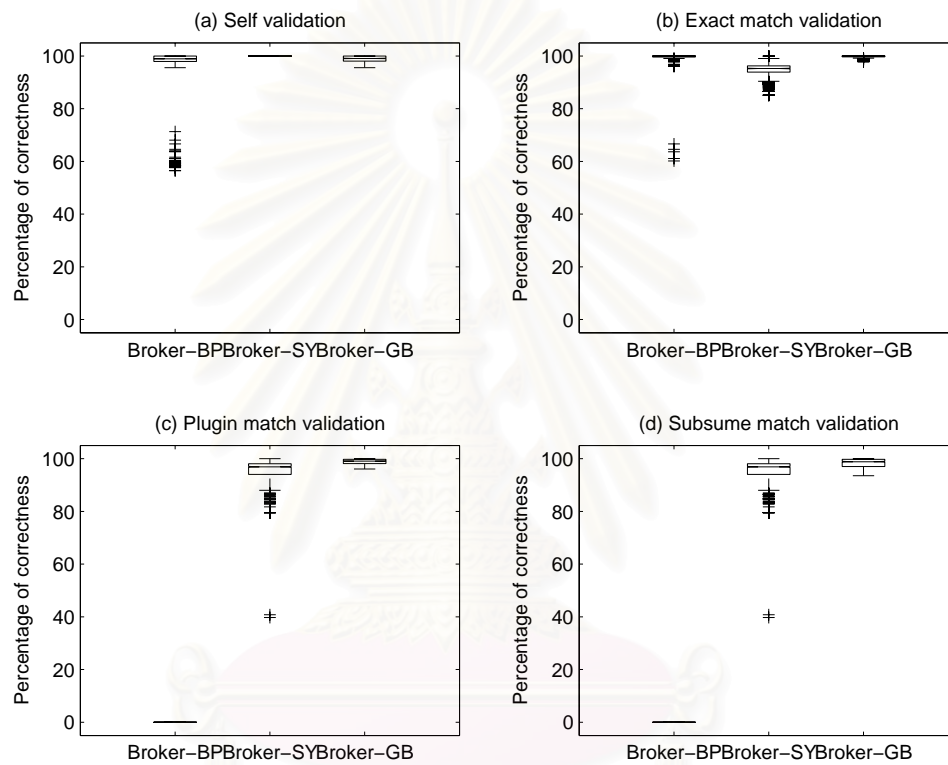 (a) Self validation
100
80
60
40
20
0
Percentage of correctness
Broker−BPBroker−SYBroker−GB
(b) Exact match validation
100
80
60
40
20
0
Percentage of correctness
Broker−BPBroker−SYBroker−GB
(c) Plugin match validation
100
80
60
40
20
0
Percentage of correctness
Broker−BPBroker−SYBroker−GB
(d) Subsume match validation
100
80
60
40
20
0
Percentage of correctness
Broker−BPBroker−SYBroker−GB